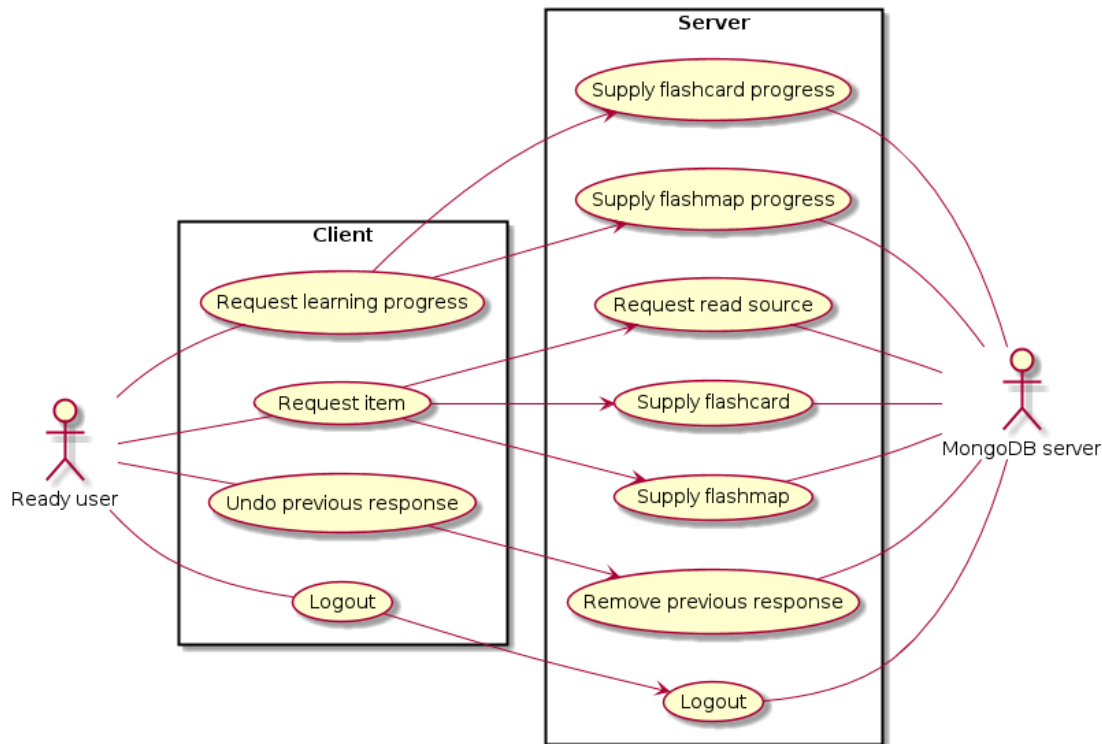 Server
Supply flashcard progress
Supply flashmap progress
Client
Request learning progress
Request read source
Request item
Supply flashcard
MongoDB server
Ready user
Undo previous response
Supply flashmap
Logout
Remove previous response
Logout